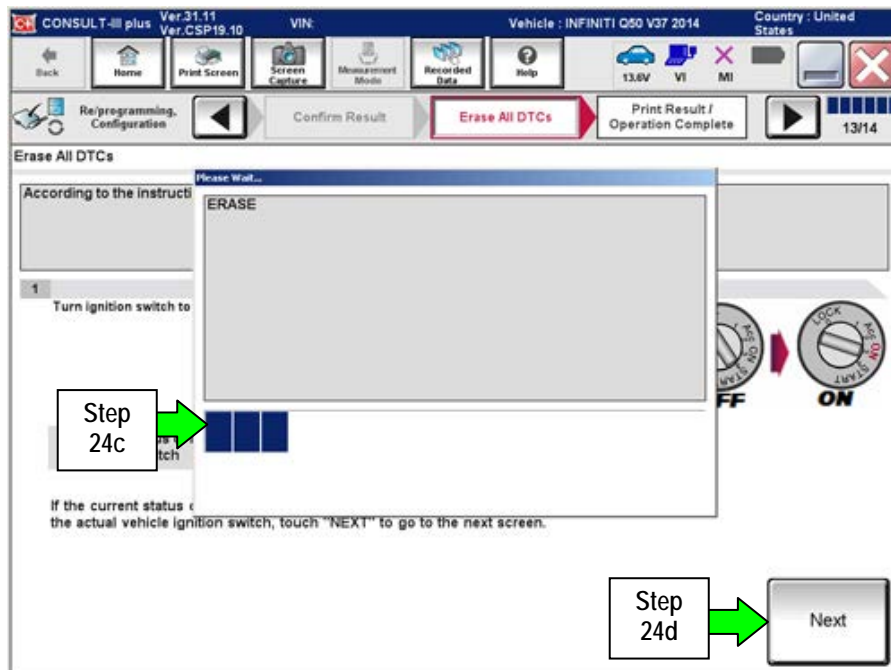 CONSULT-III plus Ver.31.11
Ver.CSP19.10
VIN:
Vehicle : INFINITI Q50 V37 2014
Country : United
States
Back
Home
Print Screen
Screen
Capture
Measurement
Mode
Recorded
Data
Help
13.6V
VI
MI
Re/programming,
Configuration
Confirm Result
Erase All DTCs
Print Result /
Operation Complete
13/14
Erase All DTCs
According to the instructi
Please Wait...
ERASE
1
Turn ignition switch to
LOCK
Acc
ON
START
FF
ON
Step
24c
tch
If the current status
the actual vehicle ignition switch, touch "NEXT" to go to the next screen.
Step
24d
Next